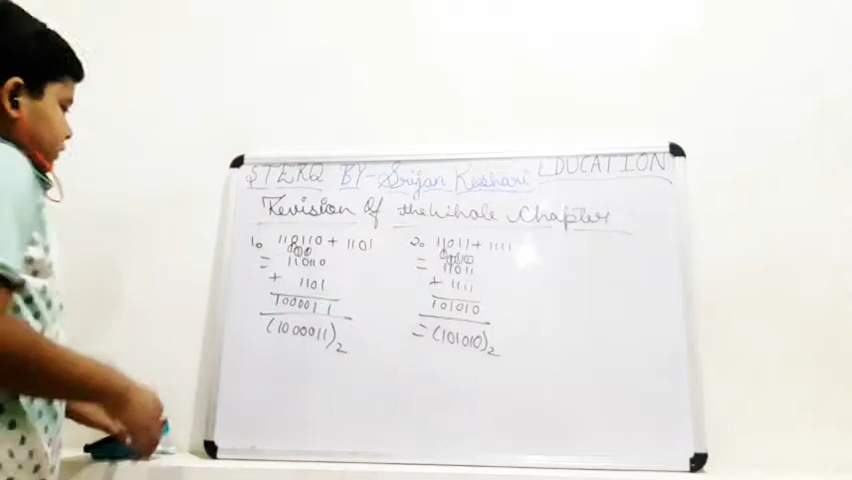 STERQ BY- Srijan Keshari EDUCATION
Revision of the Whole Chapter
1. 110110 + 1101
= 110110
+ 1101
1000011
(1000011)2
2. 11011 + 1111
= 11011
+ 1111
101010
= (101010)2